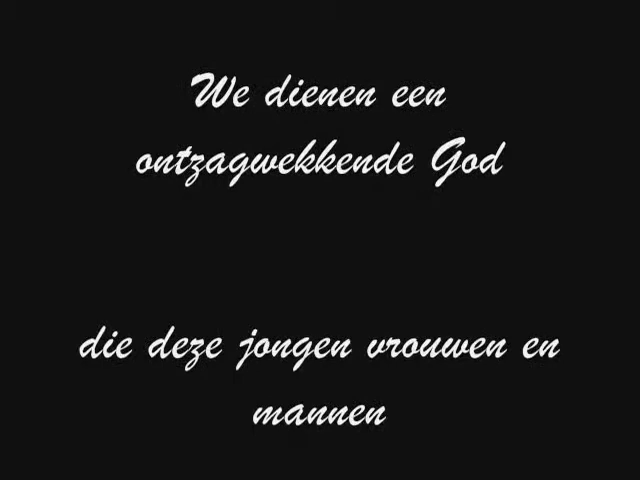 We dienen een
ontzagwekkende God
die deze jongen vrouwen en
mannen